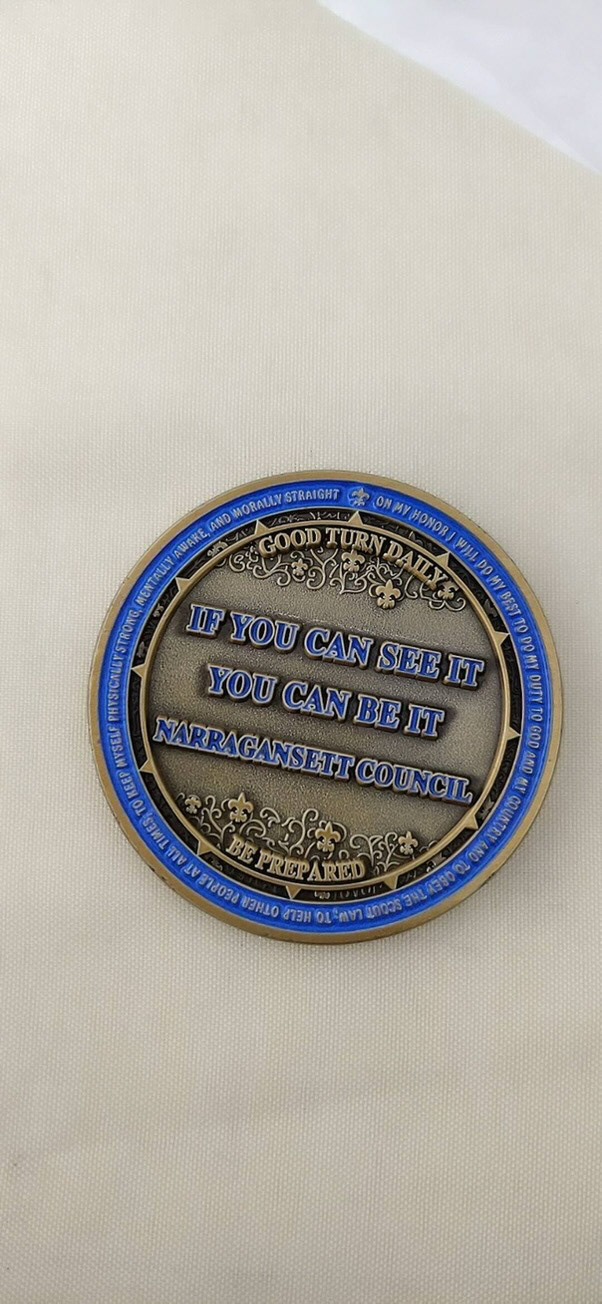 ON MY HONOR I WILL DO MY BEST TO DO MY DUTY TO GOD AND MY COUNTRY AND TO OBEY THE SCOUT LAW; TO HELP OTHER PEOPLE AT ALL TIMES; TO KEEP MYSELF PHYSICALLY STRONG, MENTALLY AWAKE, AND MORALLY STRAIGHT
GOOD TURN DAILY
IF YOU CAN SEE IT
YOU CAN BE IT
NARRAGANSETT COUNCIL
BE PREPARED